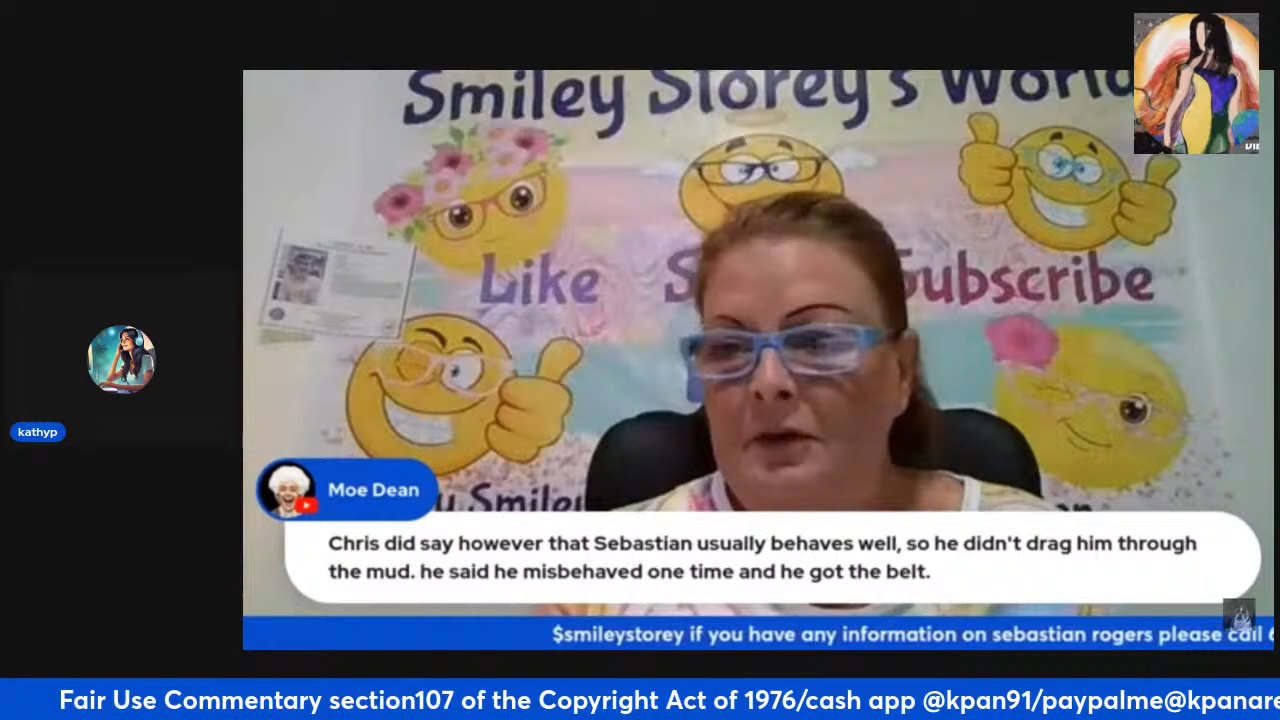 Smiley Storey's World
Like
Subscribe
kathyp
Moe Dean
Chris did say however that Sebastian usually behaves well, so he didn't drag him through
the mud. he said he misbehaved one time and he got the belt.
$smileystorey if you have any information on sebastian rogers please call 6
Fair Use Commentary section107 of the Copyright Act of 1976/cash app @kpan91/paypalme@kpanare